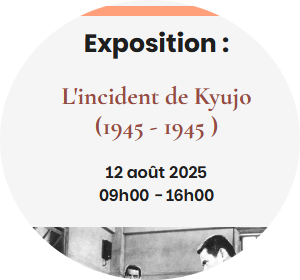 Exposition :
L'incident de Kyujo
(1945 - 1945 )
12 août 2025
09h00 - 16h00